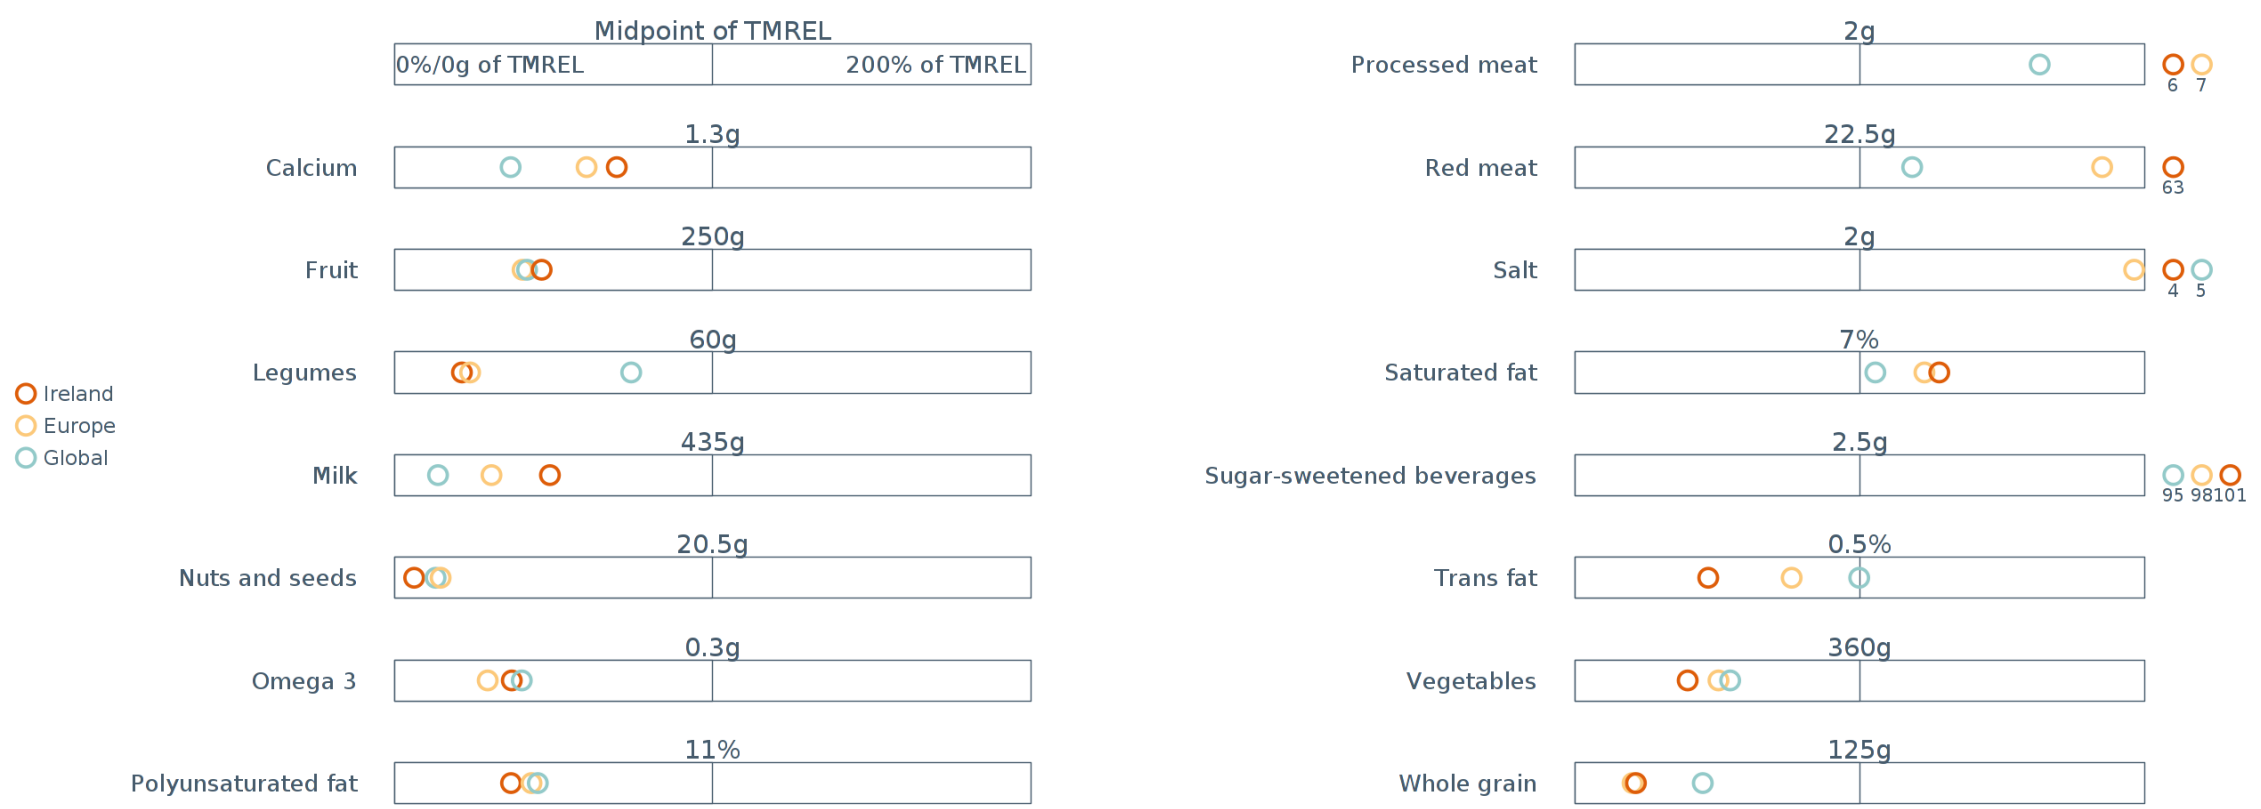 Midpoint of TMREL
0%/0g of TMREL 200% of TMREL
1.3g
Calcium
250g
Fruit
60g
Legumes
435g
Milk
20.5g
Nuts and seeds
0.3g
Omega 3
11%
Polyunsaturated fat
Ireland
Europe
Global
2g
Processed meat
6 7
22.5g
Red meat
63
2g
Salt
4 5
7%
Saturated fat
2.5g
Sugar-sweetened beverages
95 98 101
0.5%
Trans fat
360g
Vegetables
125g
Whole grain